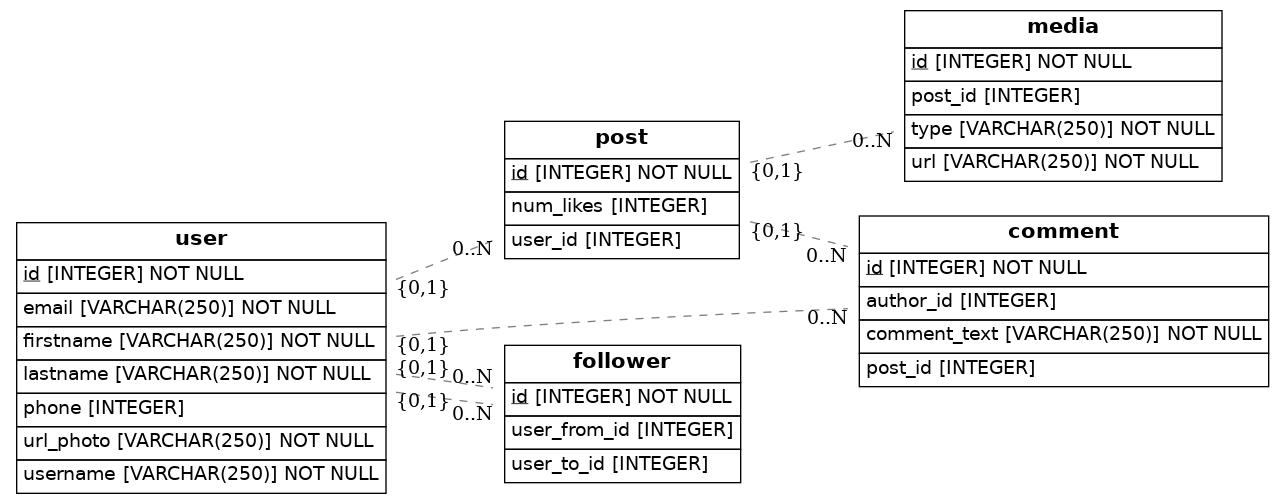 user
id [INTEGER] NOT NULL
email [VARCHAR(250)] NOT NULL
firstname [VARCHAR(250)] NOT NULL
lastname [VARCHAR(250)] NOT NULL
phone [INTEGER]
url_photo [VARCHAR(250)] NOT NULL
username [VARCHAR(250)] NOT NULL
0..N
{0,1}
0..N
{0,1}
{0,1}
0..N
{0,1}
0..N
post
id [INTEGER] NOT NULL
num_likes [INTEGER]
user_id [INTEGER]
follower
id [INTEGER] NOT NULL
user_from_id [INTEGER]
user_to_id [INTEGER]
0..N
{0,1}
{0,1}
0..N
media
id [INTEGER] NOT NULL
post_id [INTEGER]
type [VARCHAR(250)] NOT NULL
url [VARCHAR(250)] NOT NULL
comment
id [INTEGER] NOT NULL
author_id [INTEGER]
comment_text [VARCHAR(250)] NOT NULL
post_id [INTEGER]